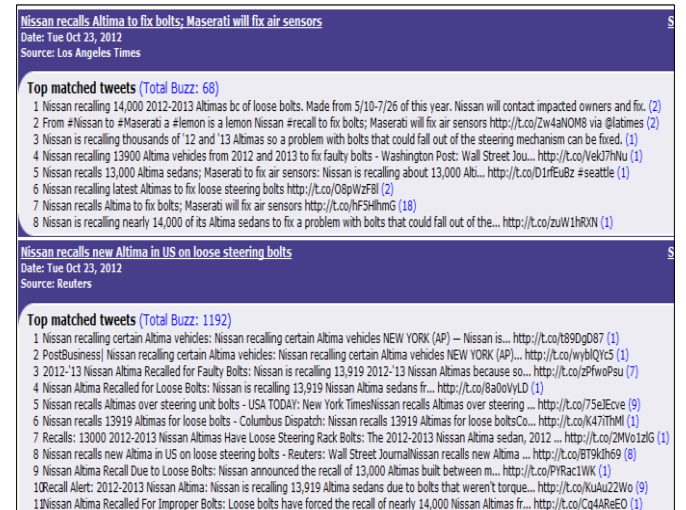 Nissan recalls Altima to fix bolts; Maserati will fix air sensors S
Date: Tue Oct 23, 2012
Source: Los Angeles Times
Top matched tweets (Total Buzz: 68)
1 Nissan recalling 14,000 2012-2013 Altimas bc of loose bolts. Made from 5/10-7/26 of this year. Nissan will contact impacted owners and fix. (2)
2 From #Nissan to #Maserati a #lemon is a lemon Nissan #recall to fix bolts; Maserati will fix air sensors http://t.co/Zw4aNOM8 via @latimes (2)
3 Nissan is recalling thousands of '12 and '13 Altimas so a problem with bolts that could fall out of the steering mechanism can be fixed. (1)
4 Nissan recalling 13900 Altima vehicles from 2012 and 2013 to fix faulty bolts - Washington Post: Wall Street Jou... http://t.co/VekJ7hNu (1)
5 Nissan recalls 13,000 Altima sedans; Maserati to fix air sensors: Nissan is recalling about 13,000 Alti... http://t.co/D1rfEuBz #seattle (1)
6 Nissan recalling latest Altimas to fix loose steering bolts http://t.co/O8pWzF8l (2)
7 Nissan recalls Altima to fix bolts; Maserati will fix air sensors http://t.co/hF5HlhmG (18)
8 Nissan is recalling nearly 14,000 of its Altima sedans to fix a problem with bolts that could fall out of the... http://t.co/zuW1hRXN (1)
Nissan recalls new Altima in US on loose steering bolts S
Date: Tue Oct 23, 2012
Source: Reuters
Top matched tweets (Total Buzz: 1192)
1 Nissan recalling certain Altima vehicles: Nissan recalling certain Altima vehicles NEW YORK (AP) — Nissan is... http://t.co/t89DgD87 (1)
2 PostBusiness| Nissan recalling certain Altima vehicles: Nissan recalling certain Altima vehicles NEW YORK (AP)... http://t.co/wyblQYc5 (1)
3 2012-'13 Nissan Altima Recalled for Faulty Bolts: Nissan is recalling 13,919 2012-'13 Nissan Altimas because so... http://t.co/zPfwoPsu (7)
4 Nissan Altima Recalled for Loose Bolts: Nissan is recalling 13,919 Nissan Altima sedans fr... http://t.co/8a0oVyLD (1)
5 Nissan recalls Altimas over steering unit bolts - USA TODAY: New York TimesNissan recalls Altimas over steering ... http://t.co/75eJEcve (9)
6 Nissan recalls 13919 Altimas for loose bolts - Columbus Dispatch: Nissan recalls 13919 Altimas for loose boltsCo... http://t.co/K47iThMl (1)
7 Recalls: 13000 2012-2013 Nissan Altimas Have Loose Steering Rack Bolts: The 2012-2013 Nissan Altima sedan, 2012 ... http://t.co/2MVo1zlG (1)
8 Nissan recalls new Altima in US on loose steering bolts - Reuters: Wall Street JournalNissan recalls new Altima ... http://t.co/BT9kIh69 (8)
9 Nissan Altima Recall Due to Loose Bolts: Nissan announced the recall of 13,000 Altimas built between m... http://t.co/PYRac1WK (1)
10Recall Alert: 2012-2013 Nissan Altima: Nissan is recalling 13,919 Altima sedans due to bolts that weren't torque... http://t.co/KuAu22Wo (9)
11Nissan Altima Recalled For Improper Bolts: Loose bolts have forced the recall of nearly 14,000 Nissan Altimas fr... http://t.co/Cq4AReEO (1)